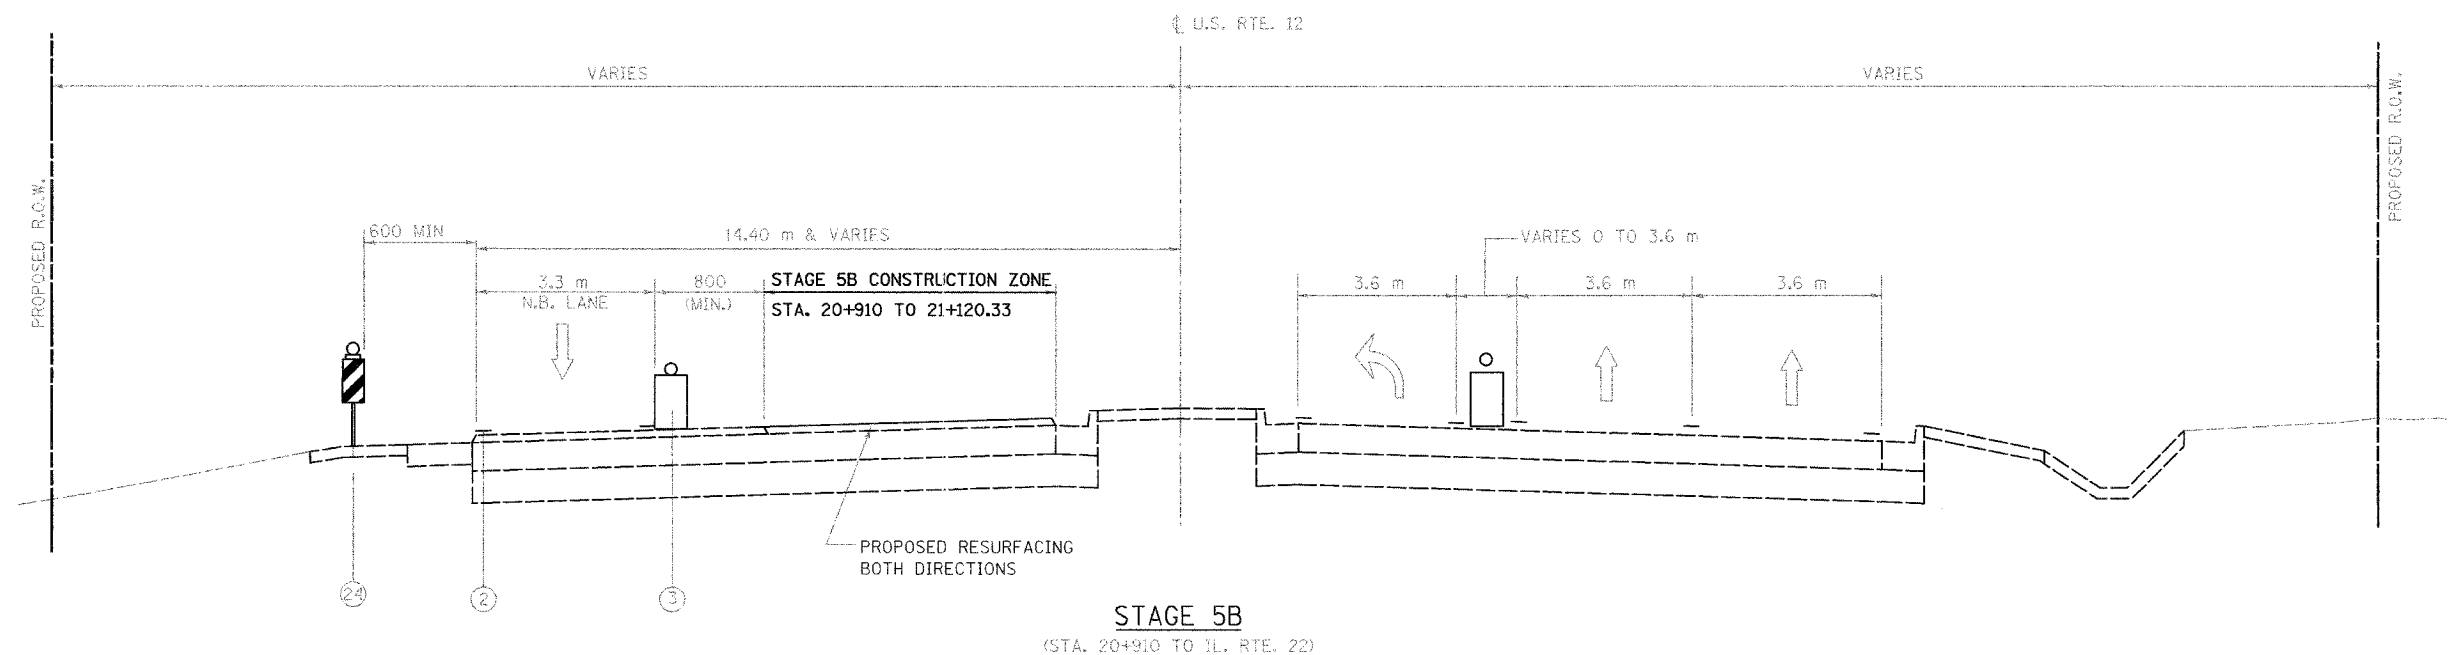 ℄ U.S. RTE. 12
VARIES
VARIES
PROPOSED R.O.W.
PROPOSED R.O.W.
600 MIN
14.40 m & VARIES
VARIES 0 TO 3.6 m
3.3 m
N.B. LANE
800
(MIN.)
STAGE 5B CONSTRUCTION ZONE
STA. 20+910 TO 21+120.33
3.6 m
3.6 m
3.6 m
PROPOSED RESURFACING
BOTH DIRECTIONS
24
2
3
STAGE 5B
(STA. 20+910 TO IL. RTE. 22)